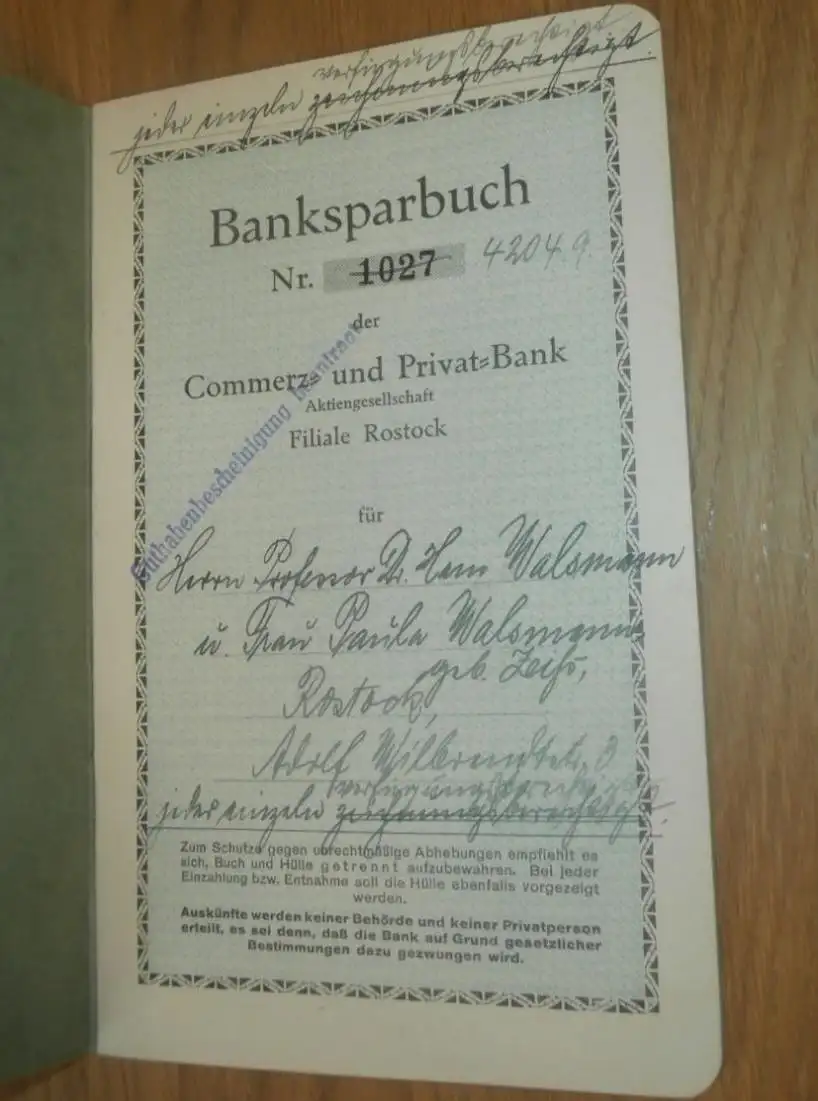 verfügungsberechtigt
jeder einzeln zeichnungsberechtigt.
Banksparbuch
Nr. 1027 42049.
der
Commerz- und Privat-Bank
Aktiengesellschaft
Filiale Rostock
Guthabenbescheinigung beantragt
für
Herrn Professor Dr. Hans Walsmann
u. Frau Paula Walsmann
geb. Zeiß,
Rostock,
Adolf Wilbrandtstr. 3
verfügungsberechtigt
jeder einzeln zeichnungsberechtigt.
Zum Schutze gegen unrechtmäßige Abhebungen empfiehlt es
sich, Buch und Hülle getrennt aufzubewahren. Bei jeder
Einzahlung bzw. Entnahme soll die Hülle ebenfalls vorgezeigt
werden.
Auskünfte werden keiner Behörde und keiner Privatperson
erteilt, es sei denn, daß die Bank auf Grund gesetzlicher
Bestimmungen dazu gezwungen wird.